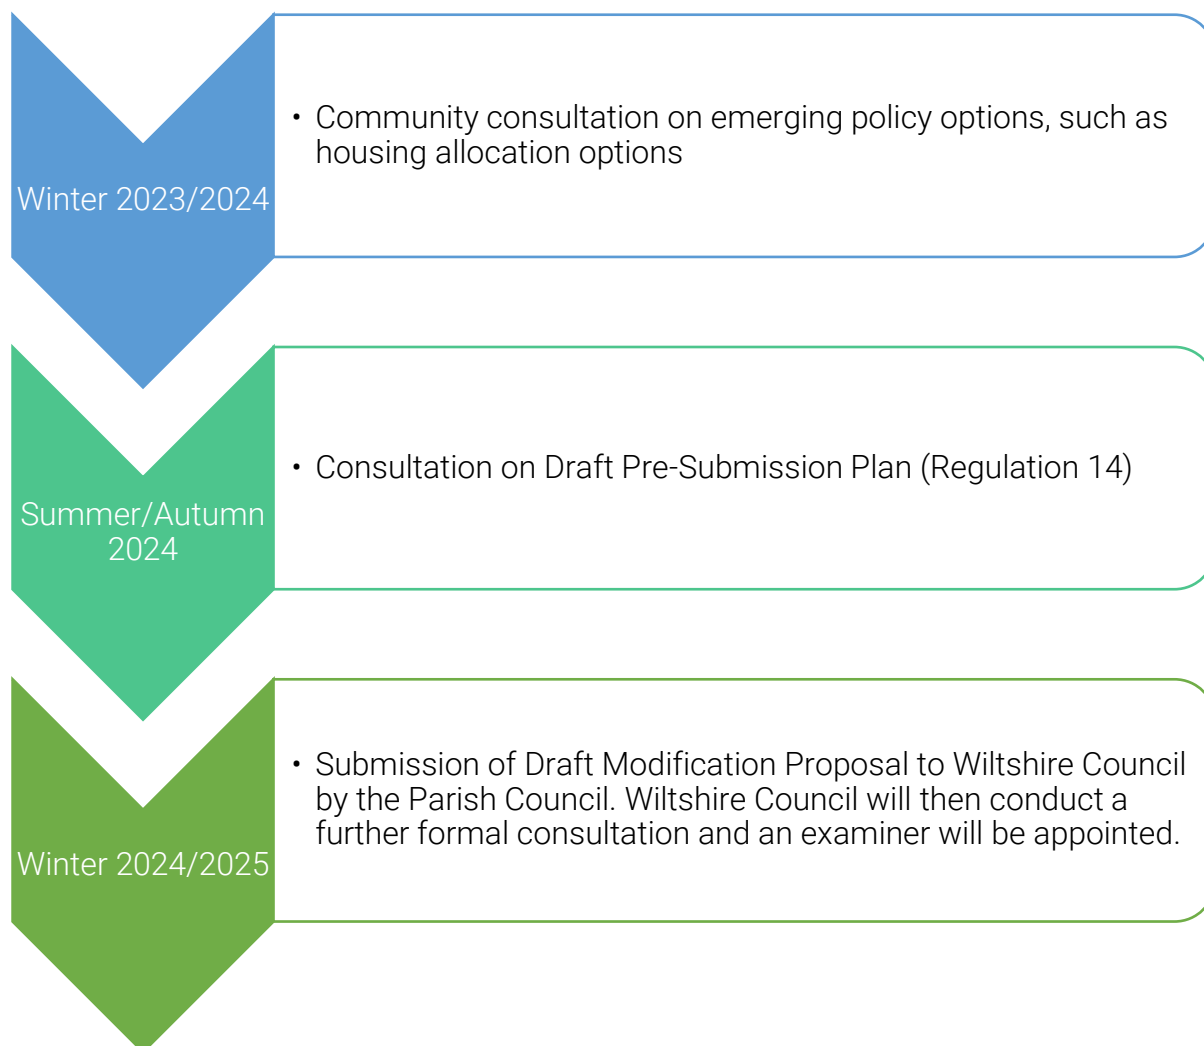 Winter 2023/2024
• Community consultation on emerging policy options, such as
housing allocation options
Summer/Autumn
2024
• Consultation on Draft Pre-Submission Plan (Regulation 14)
Winter 2024/2025
• Submission of Draft Modification Proposal to Wiltshire Council
by the Parish Council. Wiltshire Council will then conduct a
further formal consultation and an examiner will be appointed.